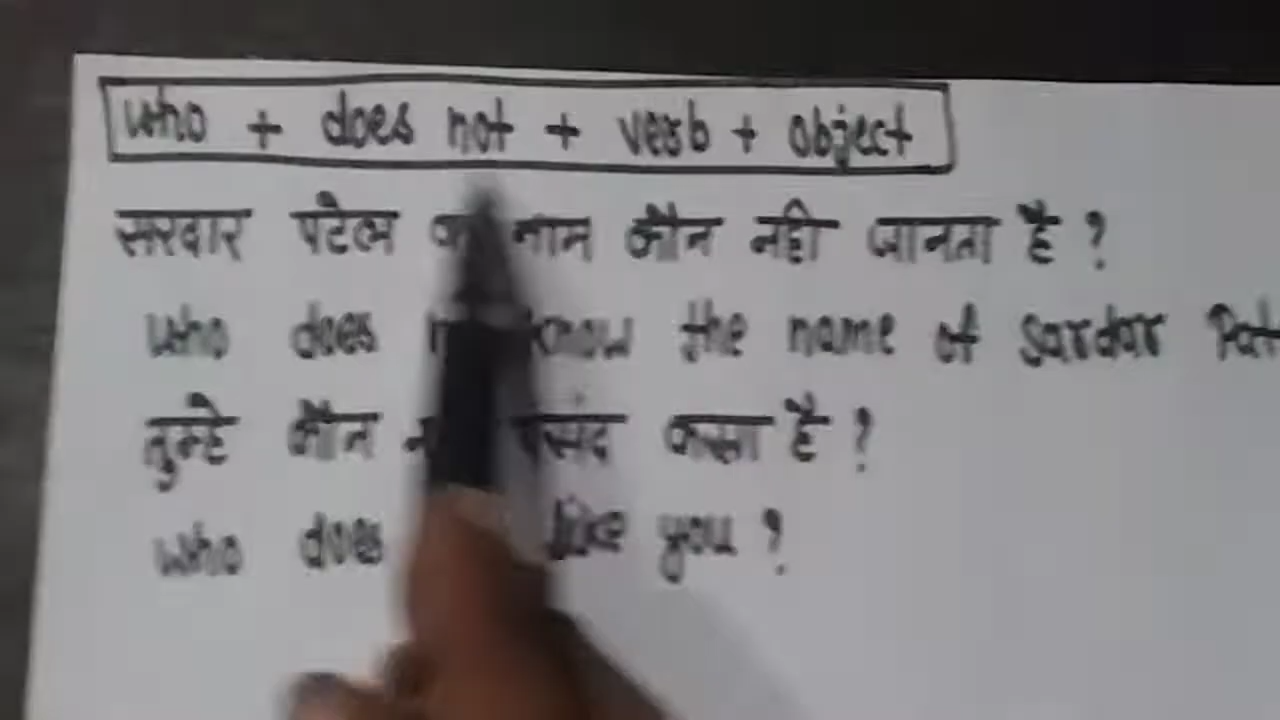 who + does not + verb + object
सरदार पटेल नाम कौन नही जानता है ?
who does know the name of Sardar Pat
तुम्हे कौन पसंद करता है ?
who does like you ?